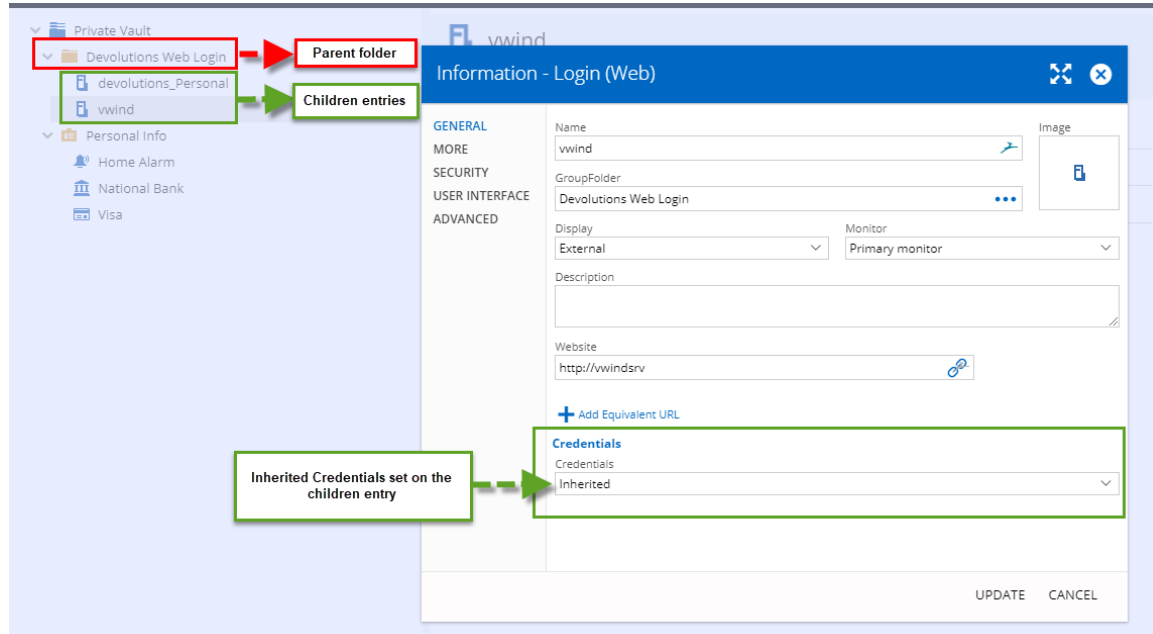 Private Vault
Devolutions Web Login
Parent folder
devolutions_Personal
Children entries
vwind
Personal Info
Home Alarm
National Bank
Visa
vwind
Information - Login (Web)
GENERAL
MORE
SECURITY
USER INTERFACE
ADVANCED
Name
Image
vwind
GroupFolder
Devolutions Web Login
Display
Monitor
External
Primary monitor
Description
Website
http://vwindsrv
Add Equivalent URL
Credentials
Credentials
Inherited
Inherited Credentials set on the
children entry
UPDATE
CANCEL